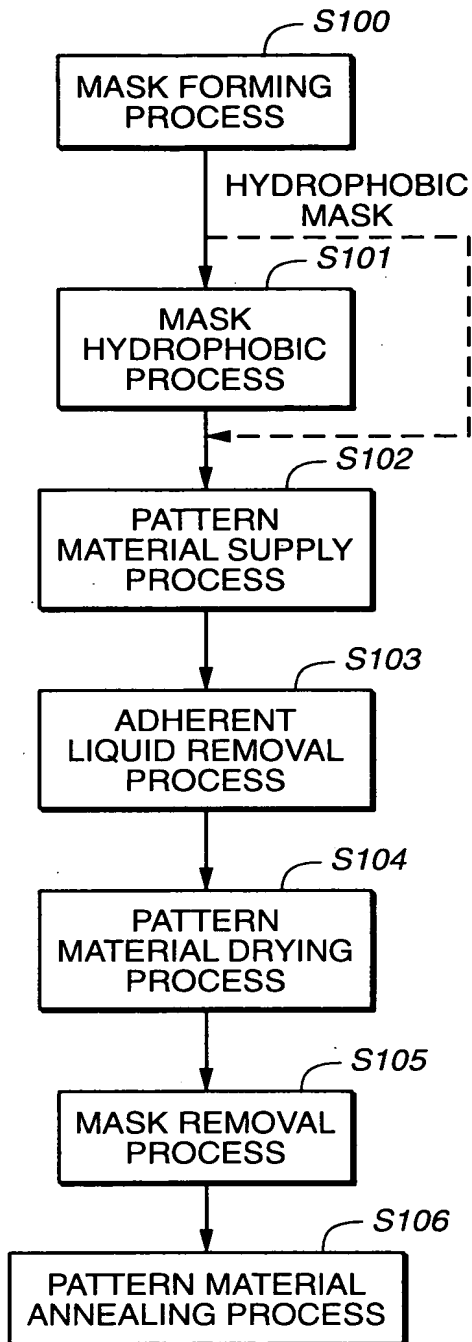 S100
MASK FORMING
PROCESS
HYDROPHOBIC
MASK
S101
MASK
HYDROPHOBIC
PROCESS
S102
PATTERN
MATERIAL SUPPLY
PROCESS
S103
ADHERENT
LIQUID REMOVAL
PROCESS
S104
PATTERN
MATERIAL DRYING
PROCESS
S105
MASK REMOVAL
PROCESS
S106
PATTERN MATERIAL
ANNEALING PROCESS